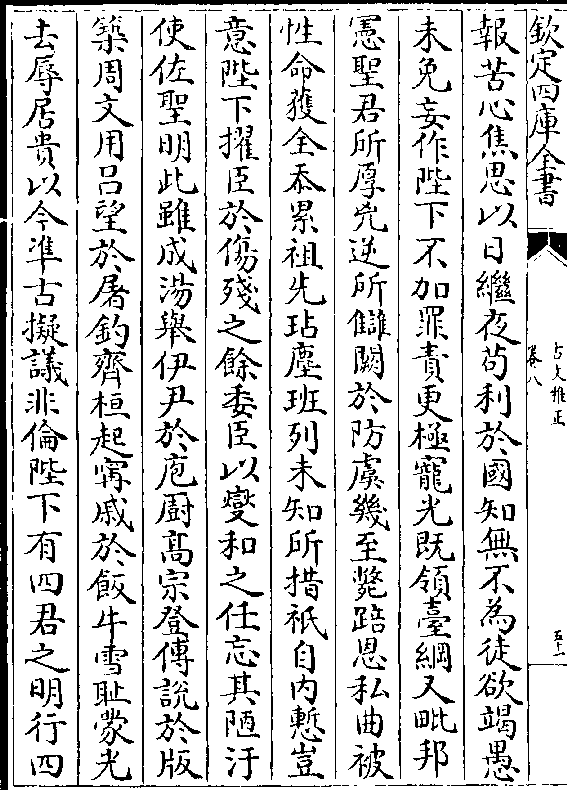 欽定四庫全書
古文雅正
卷八
五十一
報苦心焦思以日繼夜苟利於國知無不為徒欲竭愚
未免妄作陛下不加罪責更極寵光既領臺綱又毗邦
憲聖君所厚兇逆所讎闕於防虞幾至斃踣恩私曲被
性命獲全忝累祖先玷塵班列未知所措祇自內慙豈
意陛下擢臣於傷殘之餘委臣以燮和之任忘其陋汙
使佐聖明此雖成湯舉伊尹於庖廚高宗登傅說於版
築周文用呂望於屠釣齊桓起甯戚於飯牛雪耻蒙光
去辱居貴以今準古擬議非倫陛下有四君之明行四